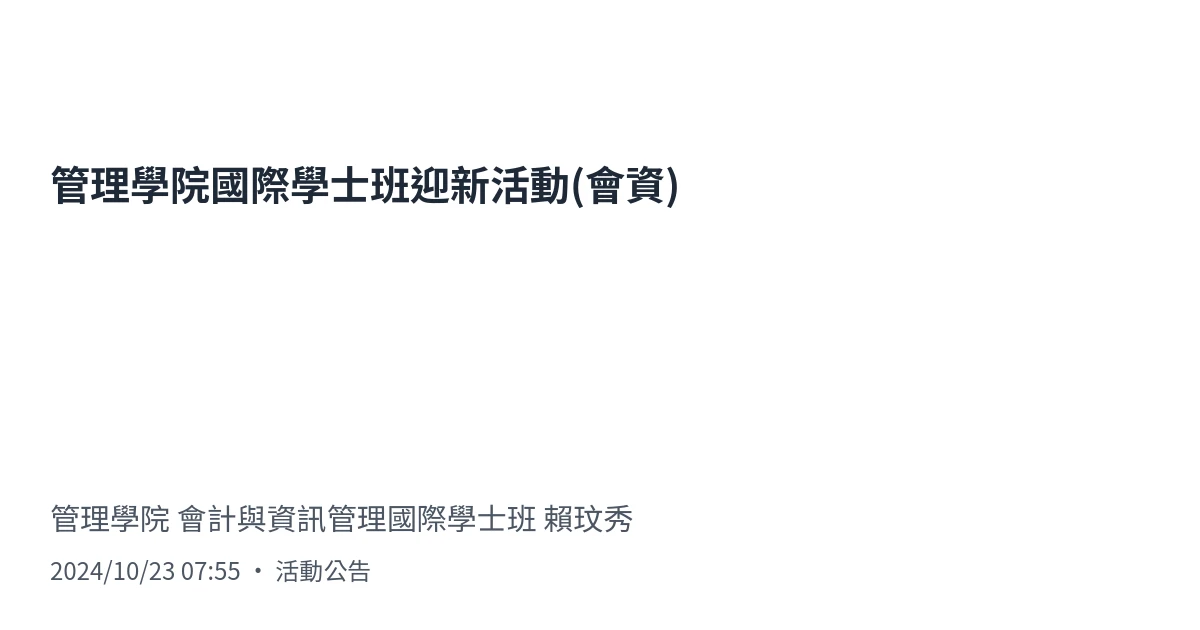 管理學院國際學士班迎新活動(會資)
管理學院 會計與資訊管理國際學士班 賴玟秀
2024/10/23 07:55 • 活動公告